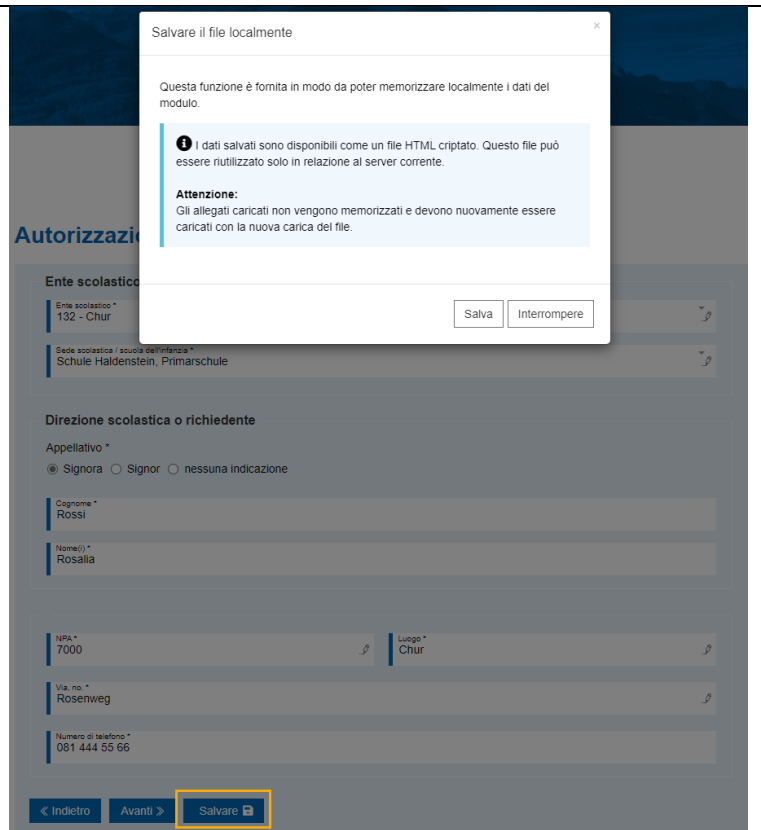 Salvare il file localmente
×
Questa funzione è fornita in modo da poter memorizzare localmente i dati del
modulo.
I dati salvati sono disponibili come un file HTML criptato. Questo file può
essere riutilizzato solo in relazione al server corrente.
Attenzione:
Gli allegati caricati non vengono memorizzati e devono nuovamente essere
caricati con la nuova carica del file.
Salva Interrompere
Autorizzazi
Ente scolastico
Ente scolastico *
132 - Chur
Sede scolastica / scuola dell'infanzia *
Schule Haldenstein, Primarschule
Direzione scolastica o richiedente
Appellativo *
Signora Signor nessuna indicazione
Cognome *
Rossi
Nome(i) *
Rosalia
NPA * Luogo *
7000 Chur
Via, no. *
Rosenweg
Numero di telefono *
081 444 55 66
« Indietro Avanti » Salvare